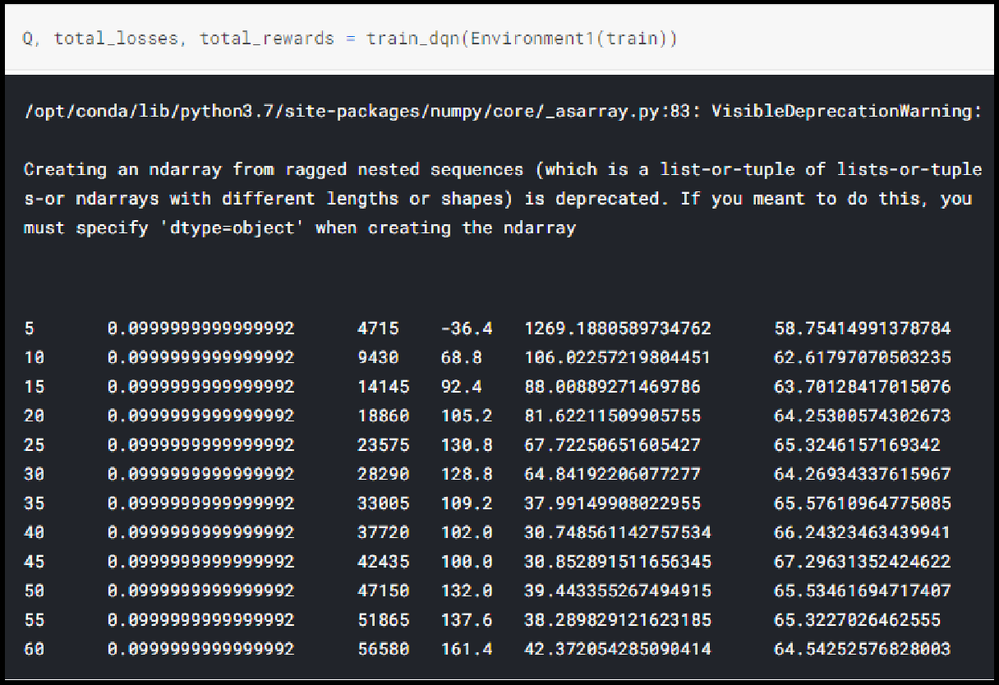 Q, total_losses, total_rewards = train_dqn(Environment1(train))
/opt/conda/lib/python3.7/site-packages/numpy/core/_asarray.py:83: VisibleDeprecationWarning:
Creating an ndarray from ragged nested sequences (which is a list-or-tuple of lists-or-tuple
s-or ndarrays with different lengths or shapes) is deprecated. If you meant to do this, you
must specify 'dtype=object' when creating the ndarray
5 0.0999999999999992 4715 -36.4 1269.1880589734762 58.75414991378784
10 0.0999999999999992 9430 68.8 106.02257219804451 62.61797070503235
15 0.0999999999999992 14145 92.4 88.00889271469786 63.70128417015076
20 0.0999999999999992 18860 105.2 81.62211509905755 64.25300574302673
25 0.0999999999999992 23575 130.8 67.72250651605427 65.3246157169342
30 0.0999999999999992 28290 128.8 64.84192206077277 64.26934337615967
35 0.0999999999999992 33005 109.2 37.99149908022955 65.57610964775085
40 0.0999999999999992 37720 102.0 30.748561142757534 66.24323463439941
45 0.0999999999999992 42435 100.0 30.852891511656345 67.29631352424622
50 0.0999999999999992 47150 132.0 39.443355267494915 65.53461694717407
55 0.0999999999999992 51865 137.6 38.289829121623185 65.3227026462555
60 0.0999999999999992 56580 161.4 42.372054285090414 64.54252576828003